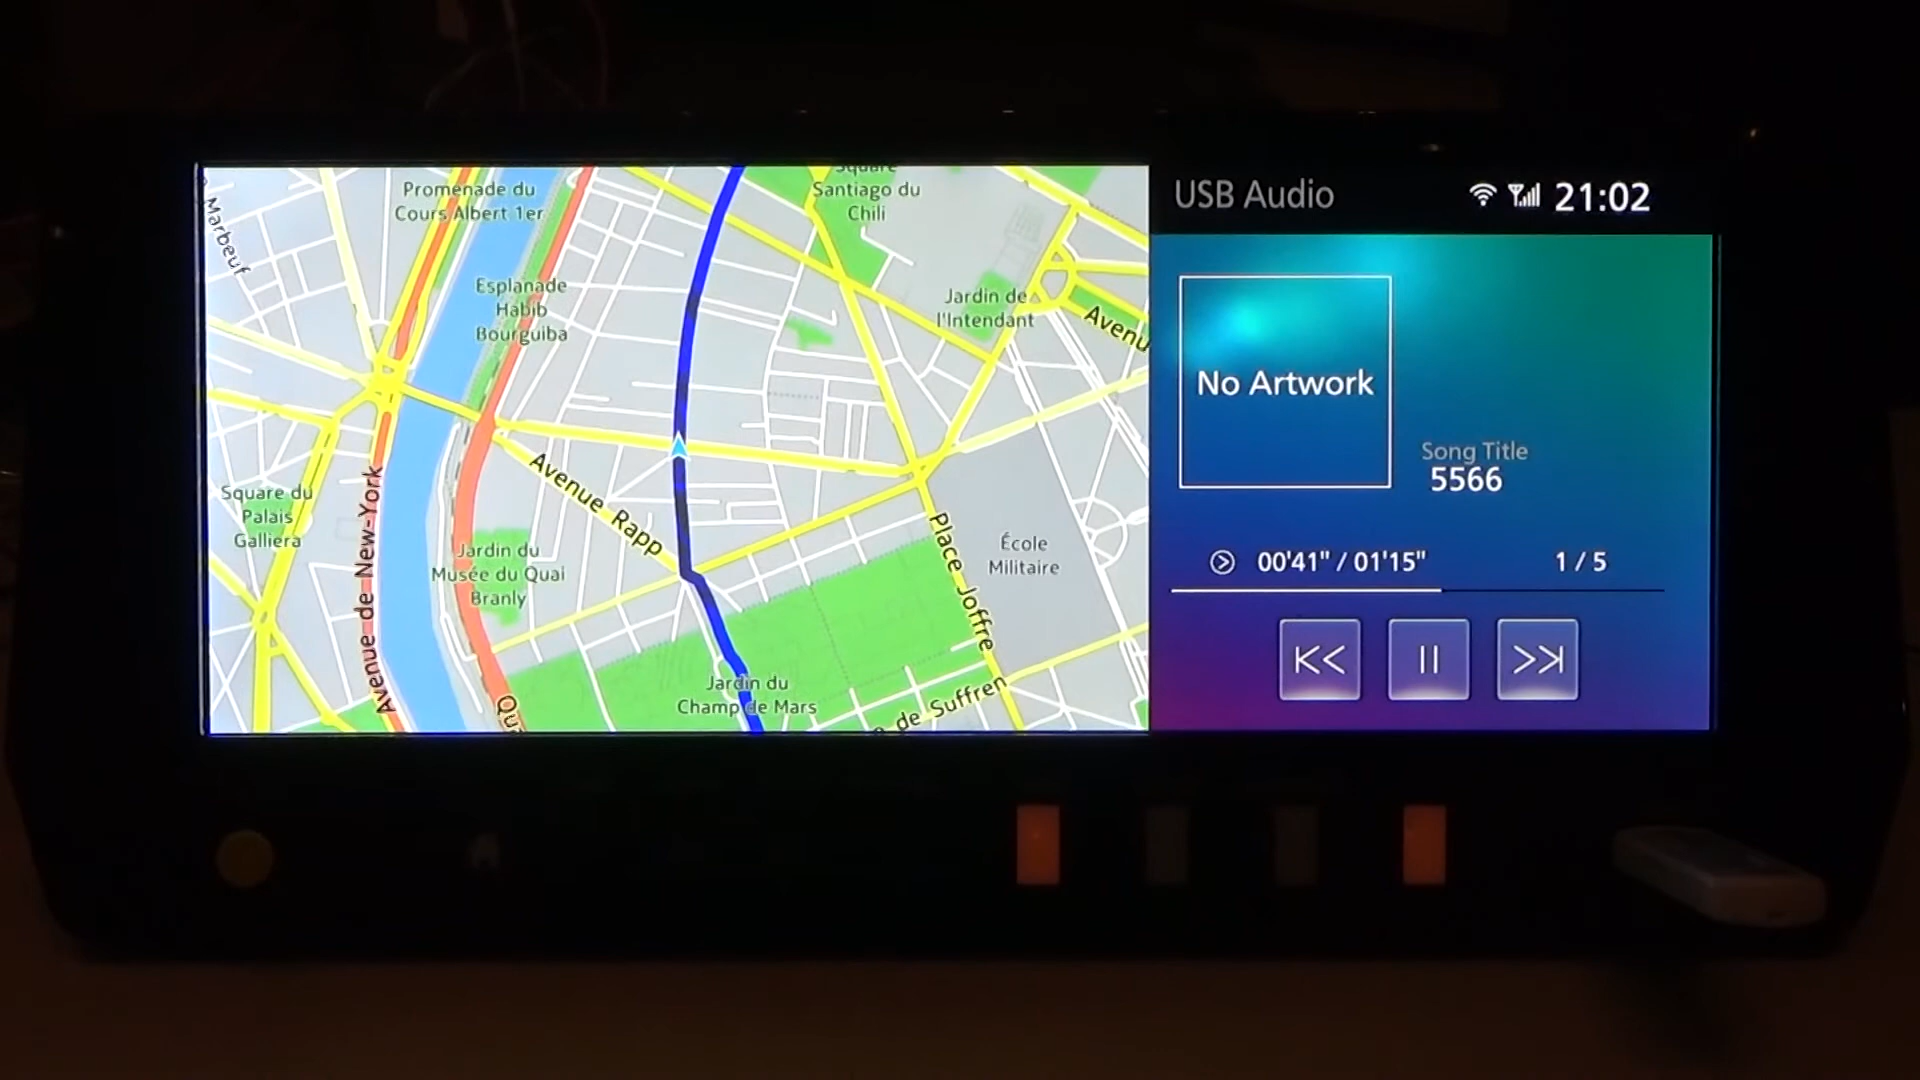 Promenade du
Cours Albert 1er
Marbeuf
Santiago du
Chili
Esplanade
Habib
Bourguiba
Jardin de
l'Intendant
Avenu
Avenue Rapp
Square du
Palais
Galliera
Avenue de New-York
Jardin du
Musée du Quai
Branly
Place Joffre
École
Militaire
Jardin du
Champ de Mars
de Suffren
Qua
USB Audio
21:02
No Artwork
Song Title
5566
00'41" / 01'15"
1 / 5